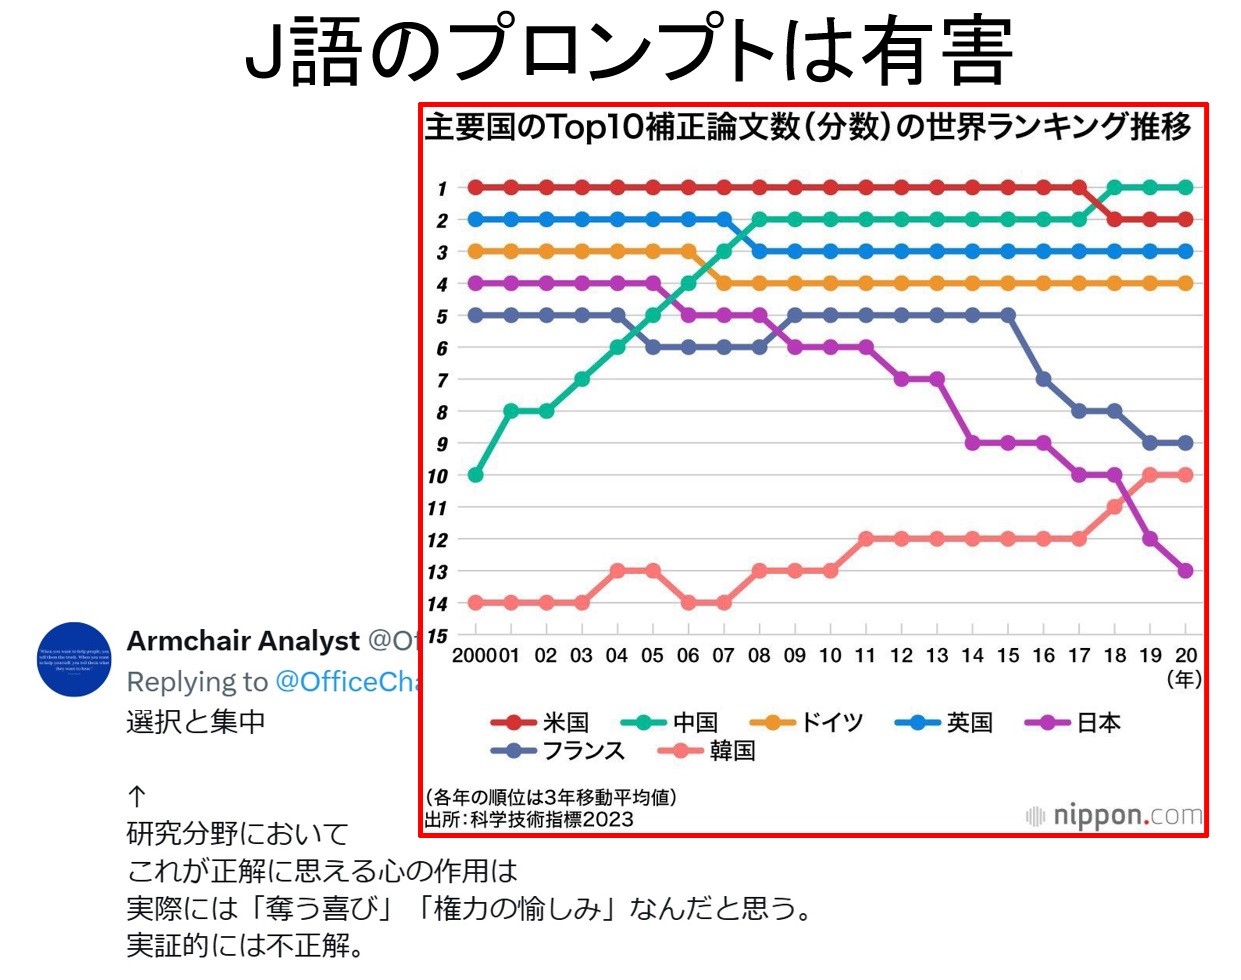 J語のプロンプトは有害
主要国のTop10補正論文数(分数)の世界ランキング推移
1
2
3
4
5
6
7
8
9
10
11
12
13
14
15
2000 01 02 03 04 05 06 07 08 09 10 11 12 13 14 15 16 17 18 19 20
(年)
米国 中国 ドイツ 英国 日本
フランス 韓国
(各年の順位は3年移動平均値)
出所:科学技術指標2023
nippon.com
Armchair Analyst @Of
Replying to @OfficeCha
選択と集中
↑
研究分野において
これが正解に思える心の作用は
実際には「奪う喜び」「権力の愉しみ」なんだと思う。
実証的には不正解。